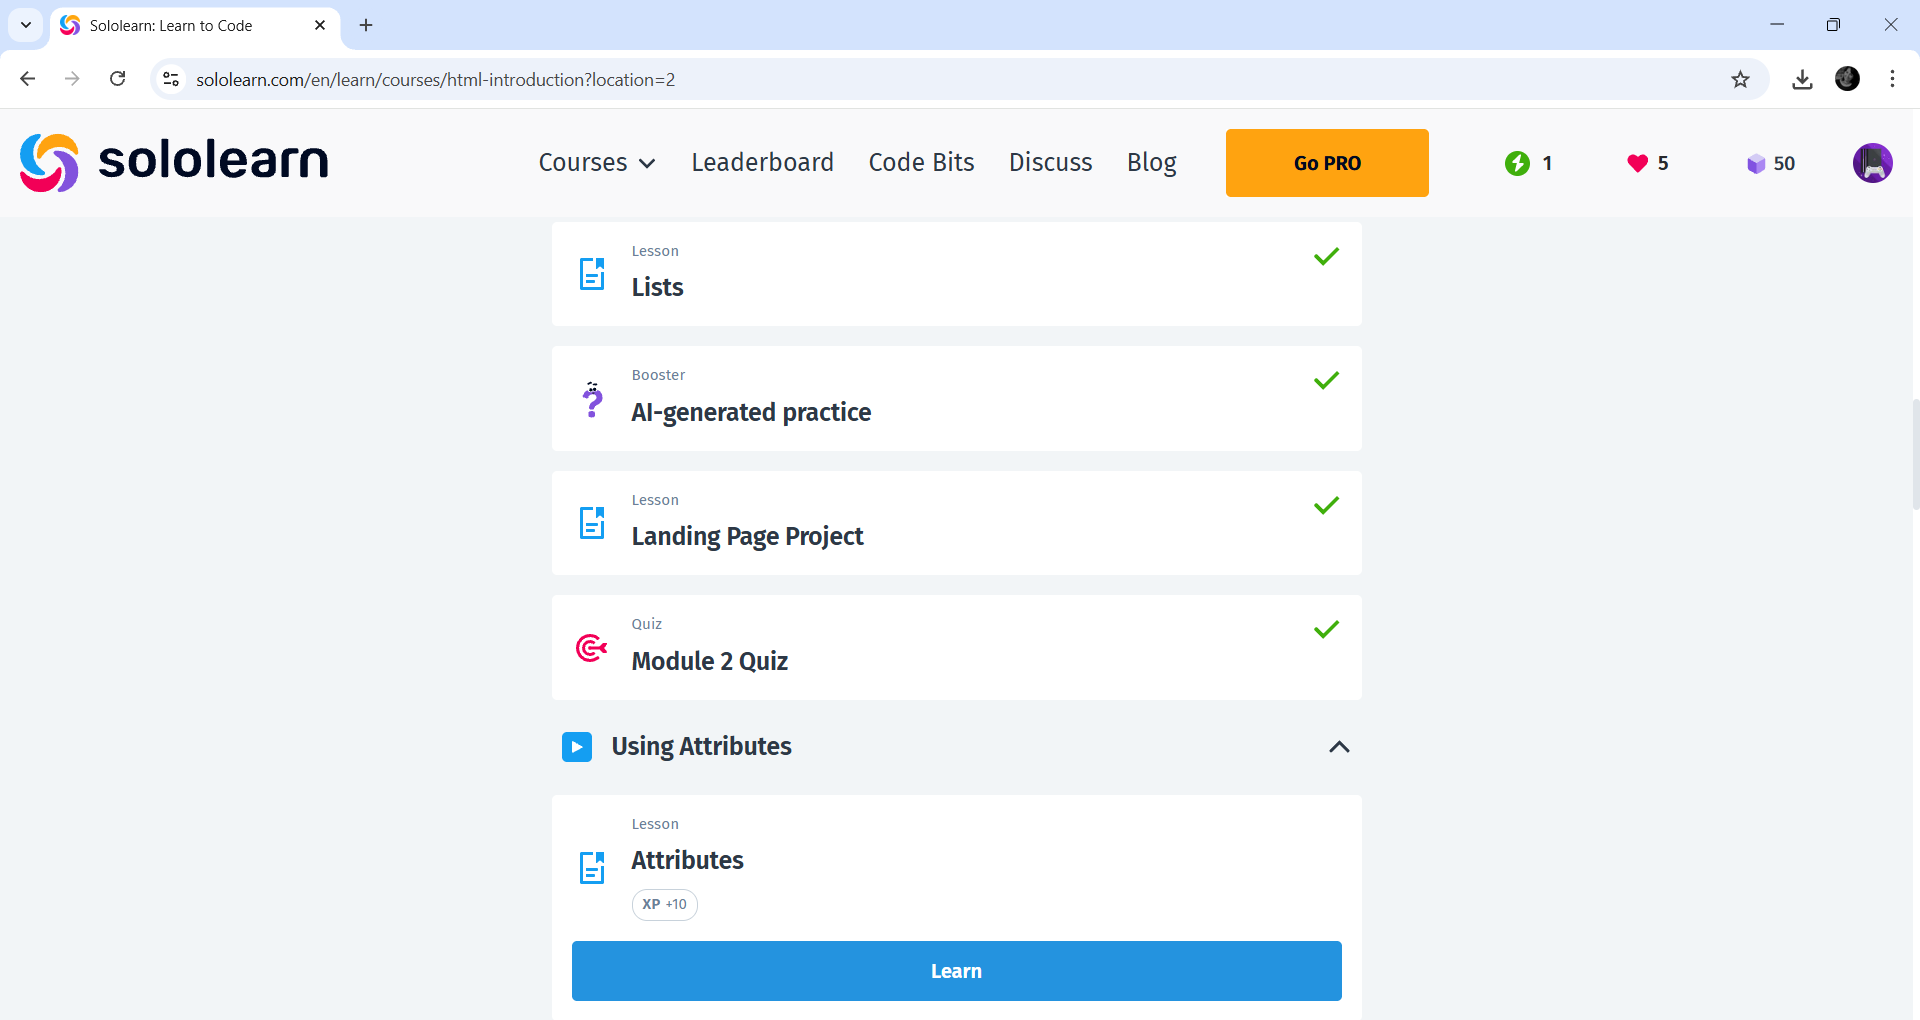 Sololearn: Learn to Code
sololearn.com/en/learn/courses/html-introduction?location=2
sololearn
Courses
Leaderboard
Code Bits
Discuss
Blog
Go PRO
1
5
50
Lesson
Lists
Booster
AI-generated practice
Lesson
Landing Page Project
Quiz
Module 2 Quiz
Using Attributes
Lesson
Attributes
XP +10
Learn